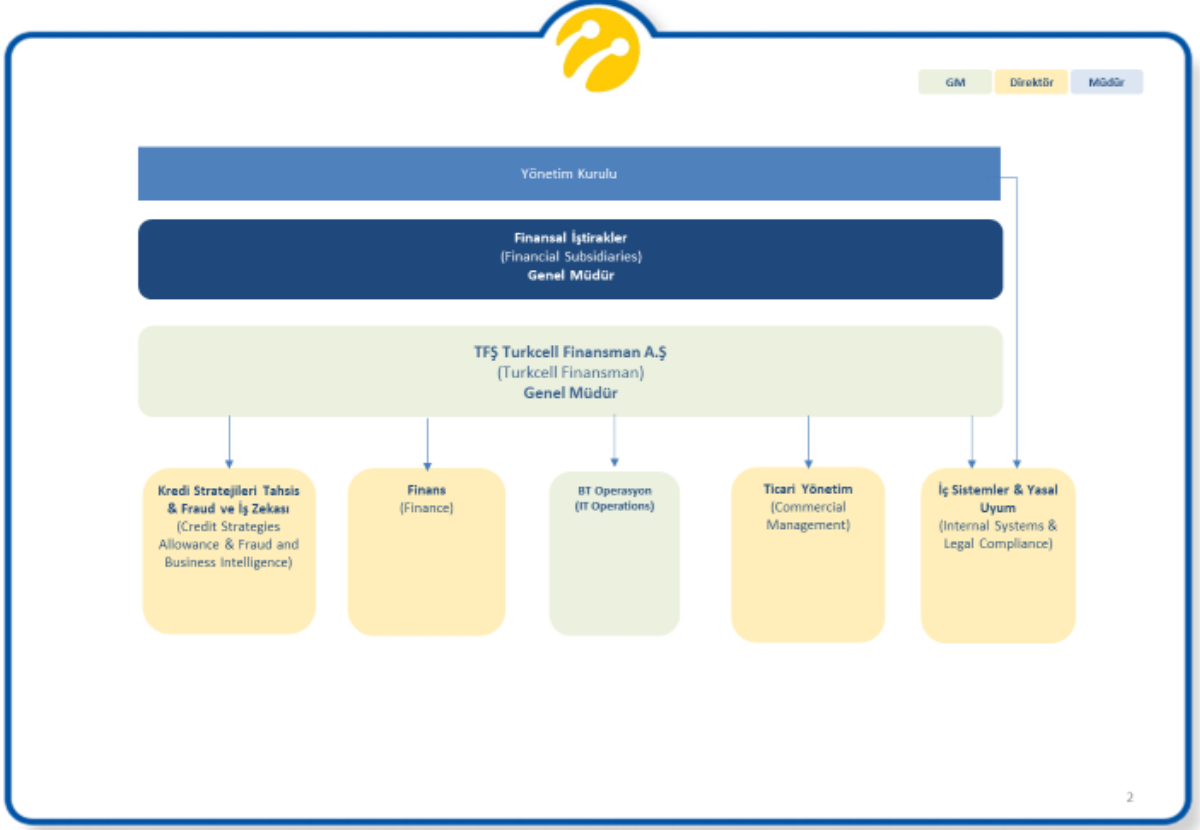 GM Direktör Müdür
Yönetim Kurulu
Finansal İştirakler
(Financial Subsidiaries)
Genel Müdür
TFŞ Turkcell Finansman A.Ş
(Turkcell Finansman)
Genel Müdür
Kredi Stratejileri Tahsis
& Fraud ve İş Zekası
(Credit Strategies
Allowance & Fraud and
Business Intelligence)
Finans
(Finance)
BT Operasyon
(IT Operations)
Ticari Yönetim
(Commercial
Management)
İç Sistemler & Yasal
Uyum
(Internal Systems &
Legal Compliance)
2